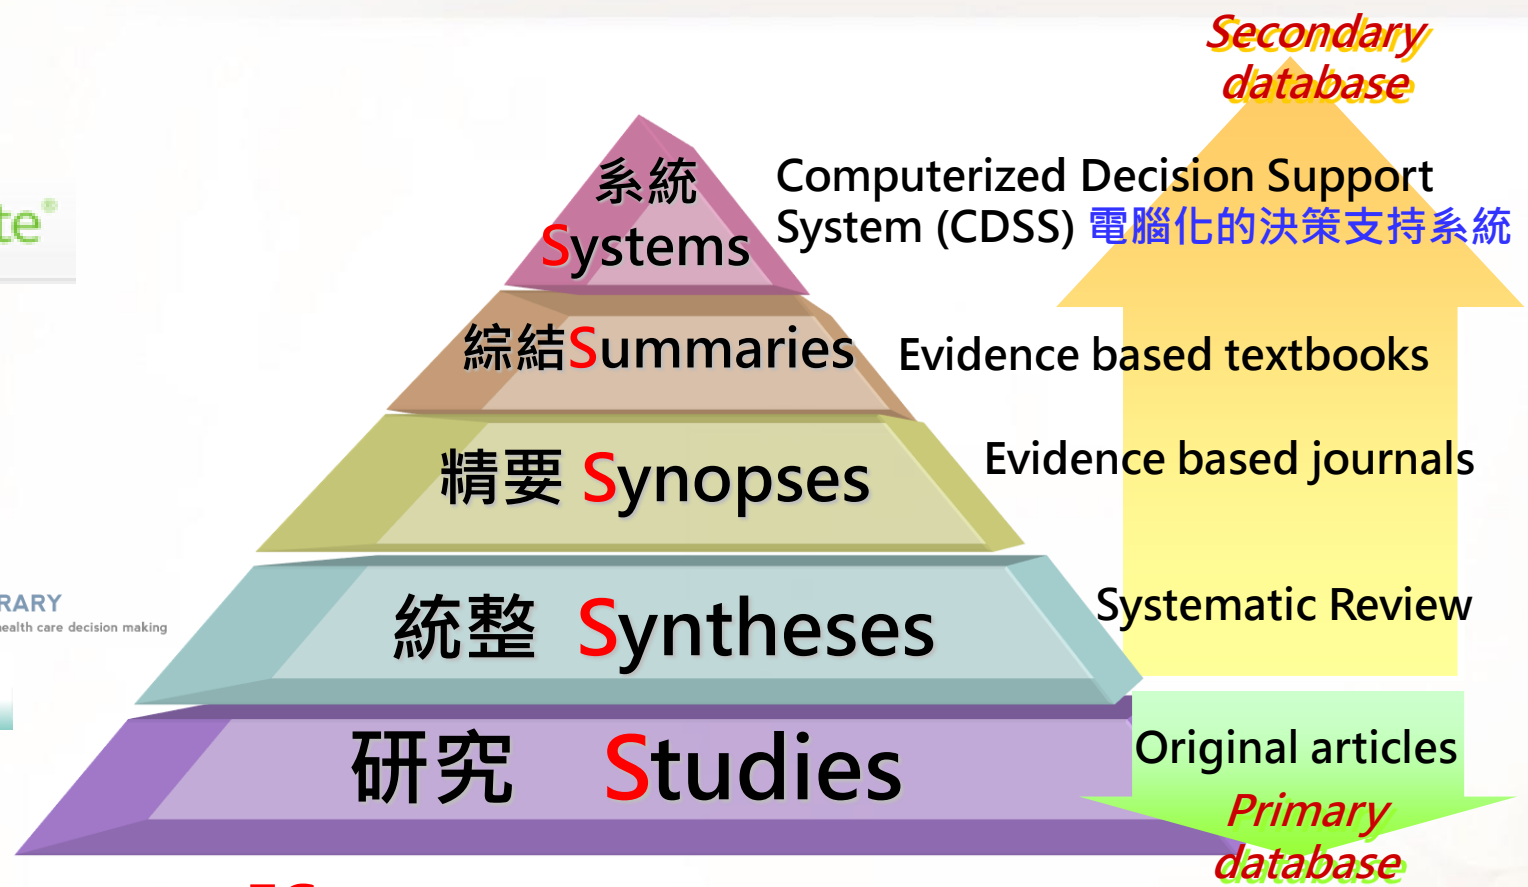 Secondary
database
系統
Systems
Computerized Decision Support
System (CDSS) 電腦化的決策支持系統
te®
綜結Summaries
Evidence based textbooks
精要 Synopses
Evidence based journals
RARY
health care decision making
統整 Syntheses
Systematic Review
研究 Studies
Original articles
Primary
database